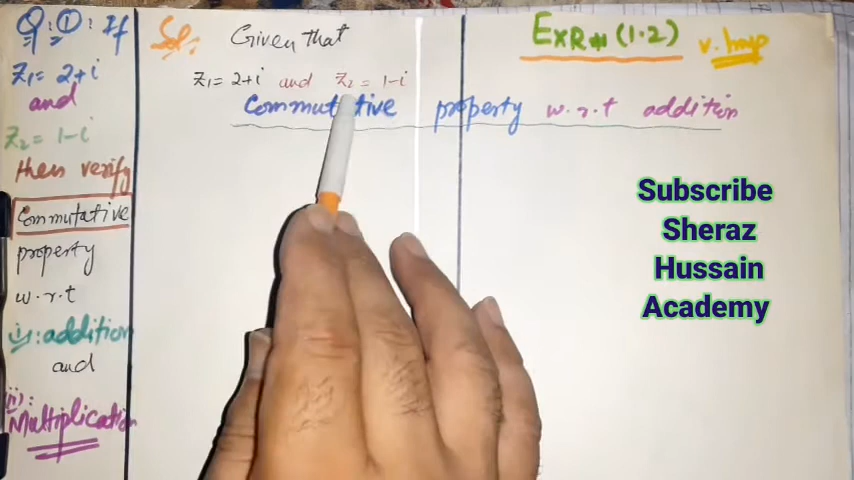 Q:①: If
z₁ = 2+i
and
z₂ = 1-i
then verify
Commutative
property
w.r.t
i): addition
and
ii):
Multiplication
Sol:
Given that
z₁ = 2+i and z₂ = 1-i
Commutative property w.r.t addition
EXR# (1.2)
v. Imp
Subscribe
Sheraz
Hussain
Academy